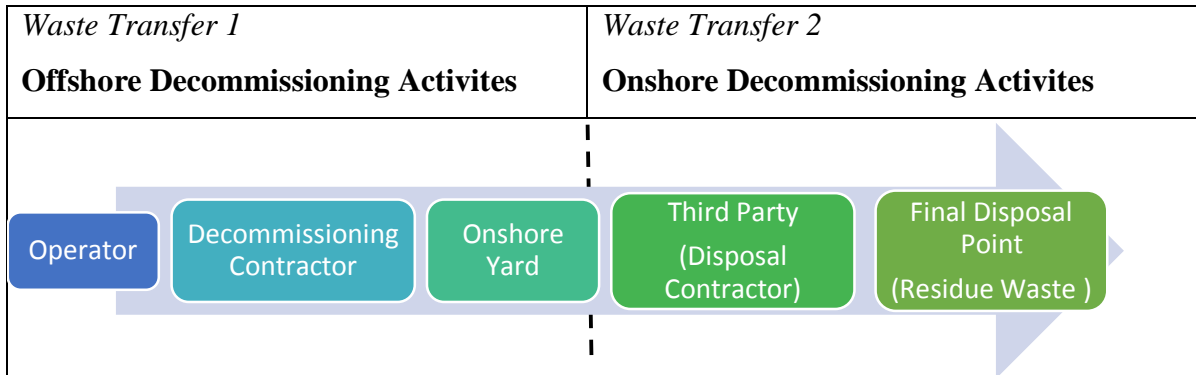 Waste Transfer 1
Offshore Decommissioning Activites
Waste Transfer 2
Onshore Decommissioning Activites
Operator
Decommissioning
Contractor
Onshore
Yard
Third Party
(Disposal
Contractor)
Final Disposal
Point
(Residue Waste )